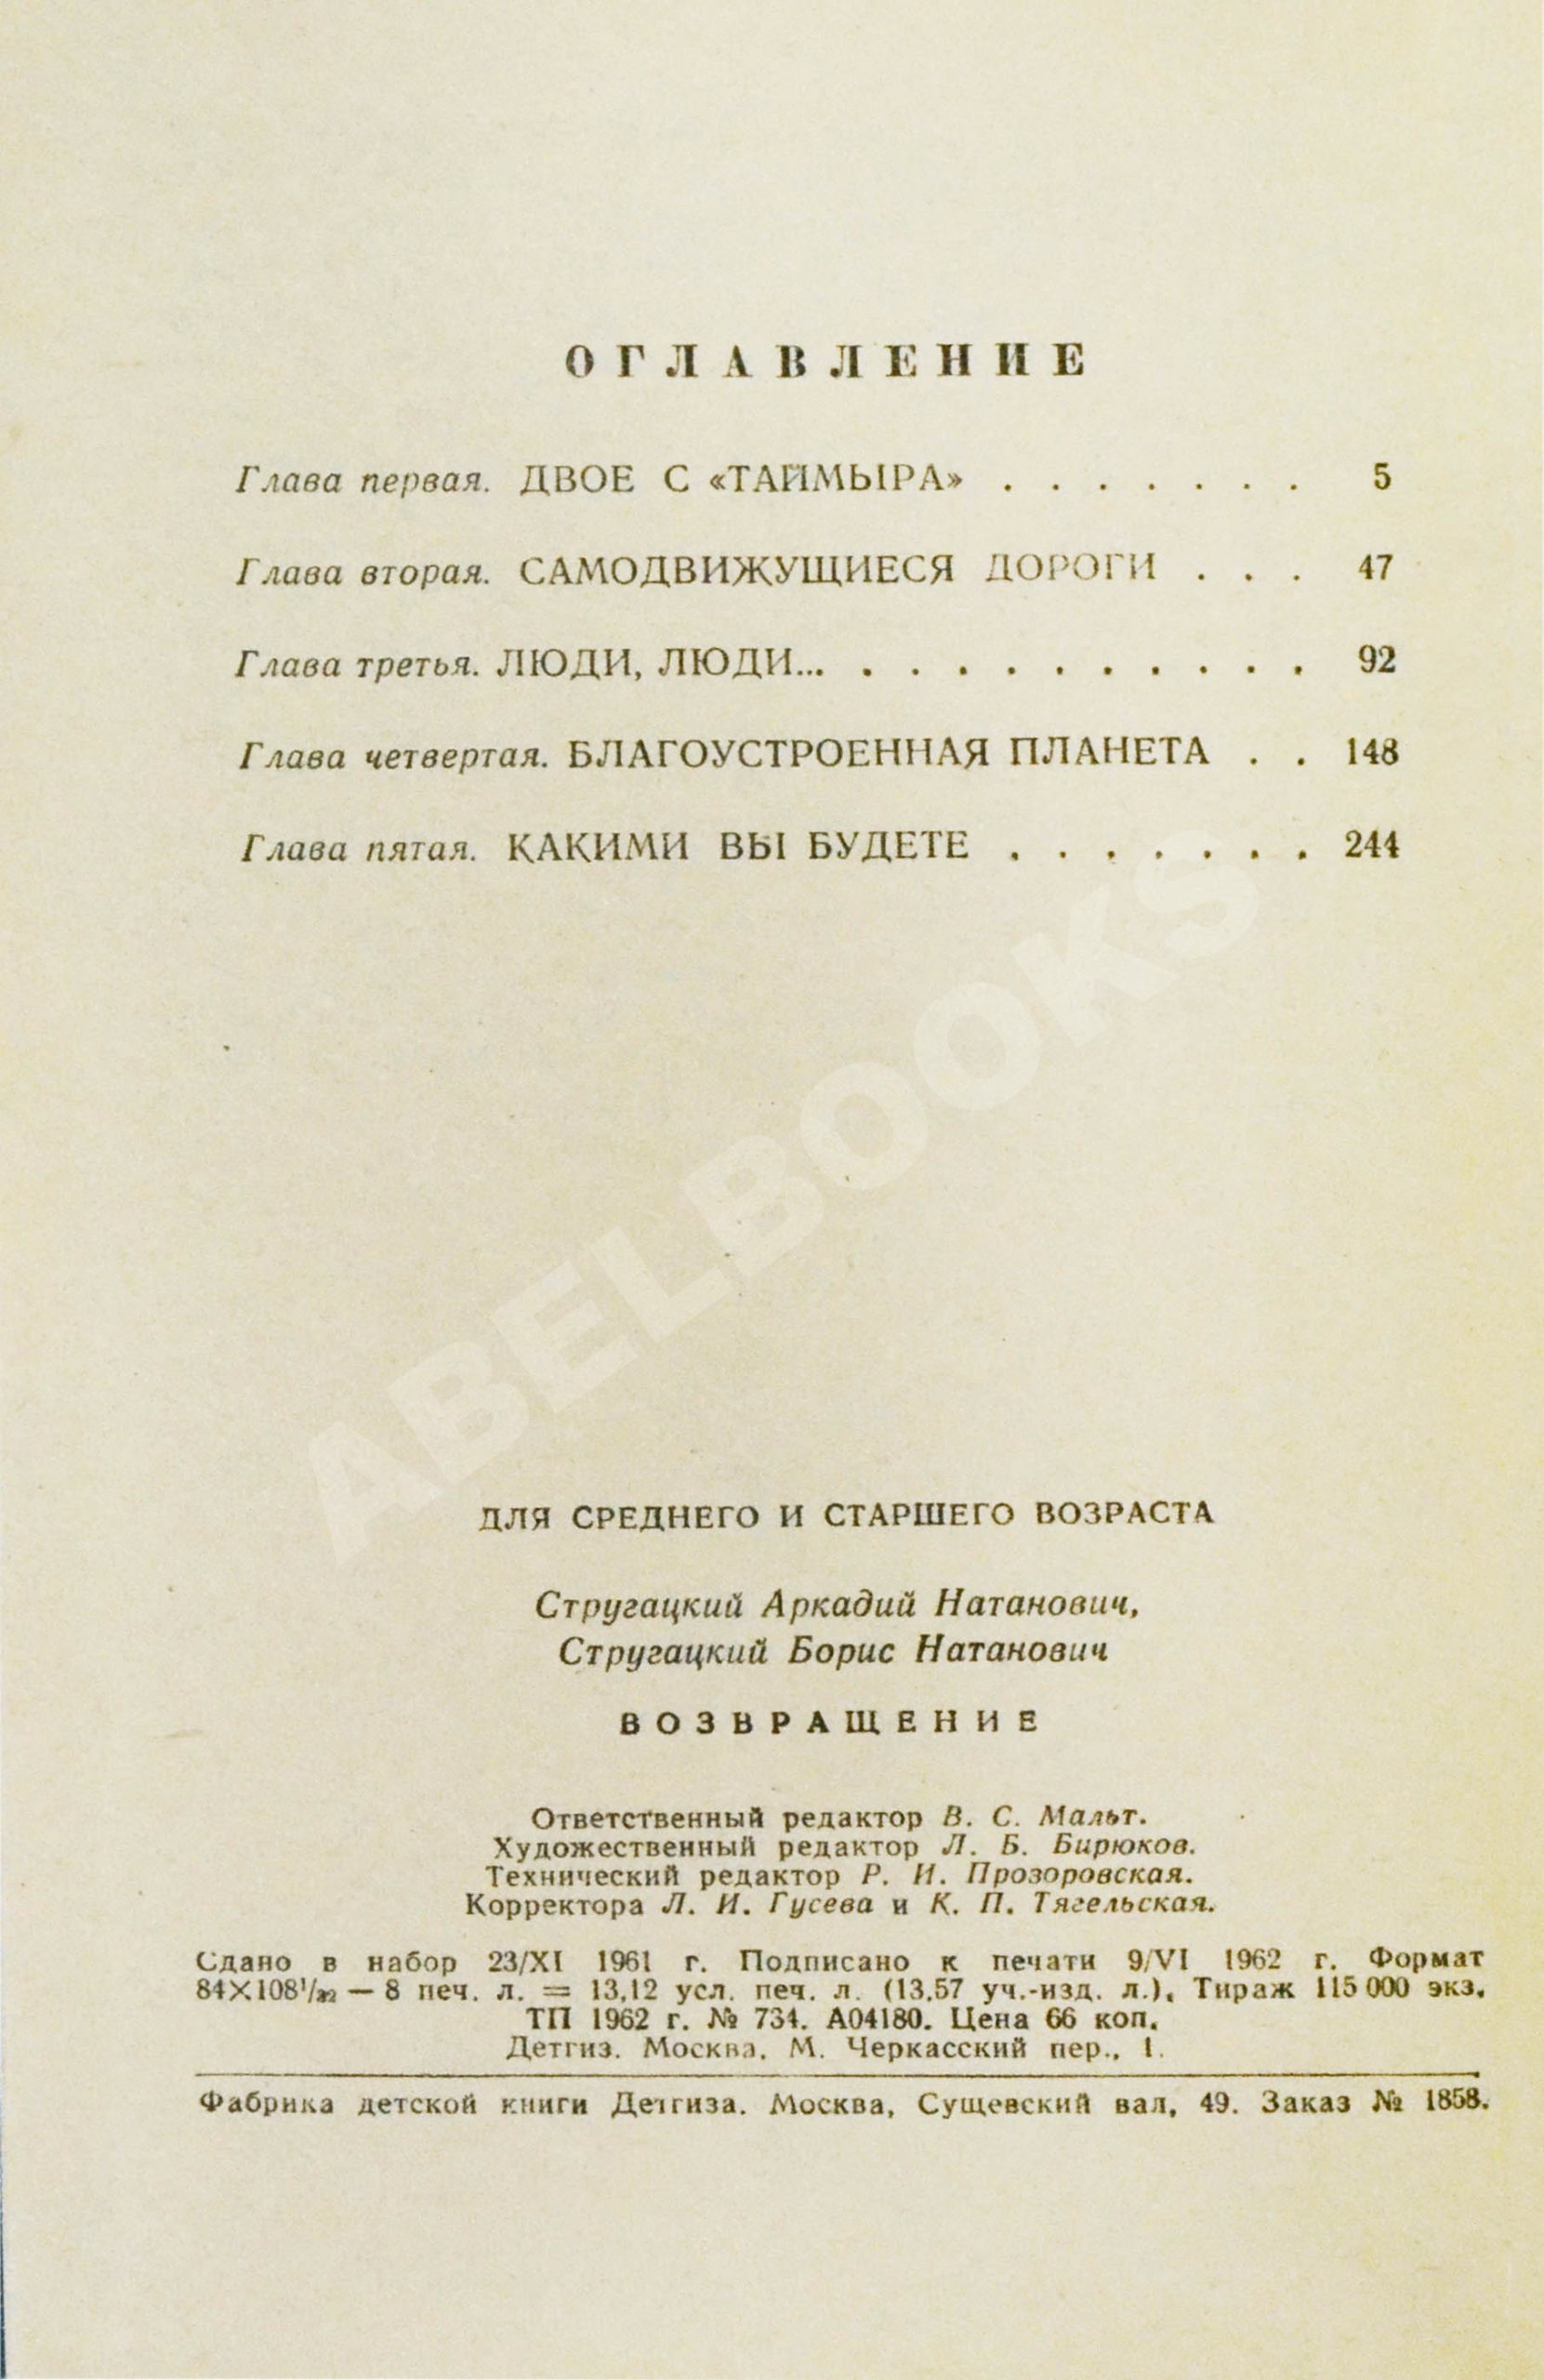 ОГЛАВЛЕНИЕ
Глава первая. ДВОЕ С «ТАЙМЫРА» . . . . . . . 5
Глава вторая. САМОДВИЖУЩИЕСЯ ДОРОГИ . . . 47
Глава третья. ЛЮДИ, ЛЮДИ... . . . . . . . . . . 92
Глава четвертая. БЛАГОУСТРОЕННАЯ ПЛАНЕТА . . 148
Глава пятая. КАКИМИ ВЫ БУДЕТЕ . . . . . . . 244
ABELBOOKS
ДЛЯ СРЕДНЕГО И СТАРШЕГО ВОЗРАСТА
Стругацкий Аркадий Натанович,
Стругацкий Борис Натанович
ВОЗВРАЩЕНИЕ
Ответственный редактор В. С. Мальт.
Художественный редактор Л. Б. Бирюков.
Технический редактор Р. И. Прозоровская.
Корректора Л. И. Гусева и К. П. Тягельская.
Сдано в набор 23/XI 1961 г. Подписано к печати 9/VI 1962 г. Формат
84×108¹/₃₂ — 8 печ. л. = 13,12 усл. печ. л. (13,57 уч.-изд. л.). Тираж 115 000 экз.
ТП 1962 г. № 734. А04180. Цена 66 коп.
Детгиз. Москва. М. Черкасский пер., 1.
Фабрика детской книги Детгиза. Москва, Сущевский вал, 49. Заказ № 1858.